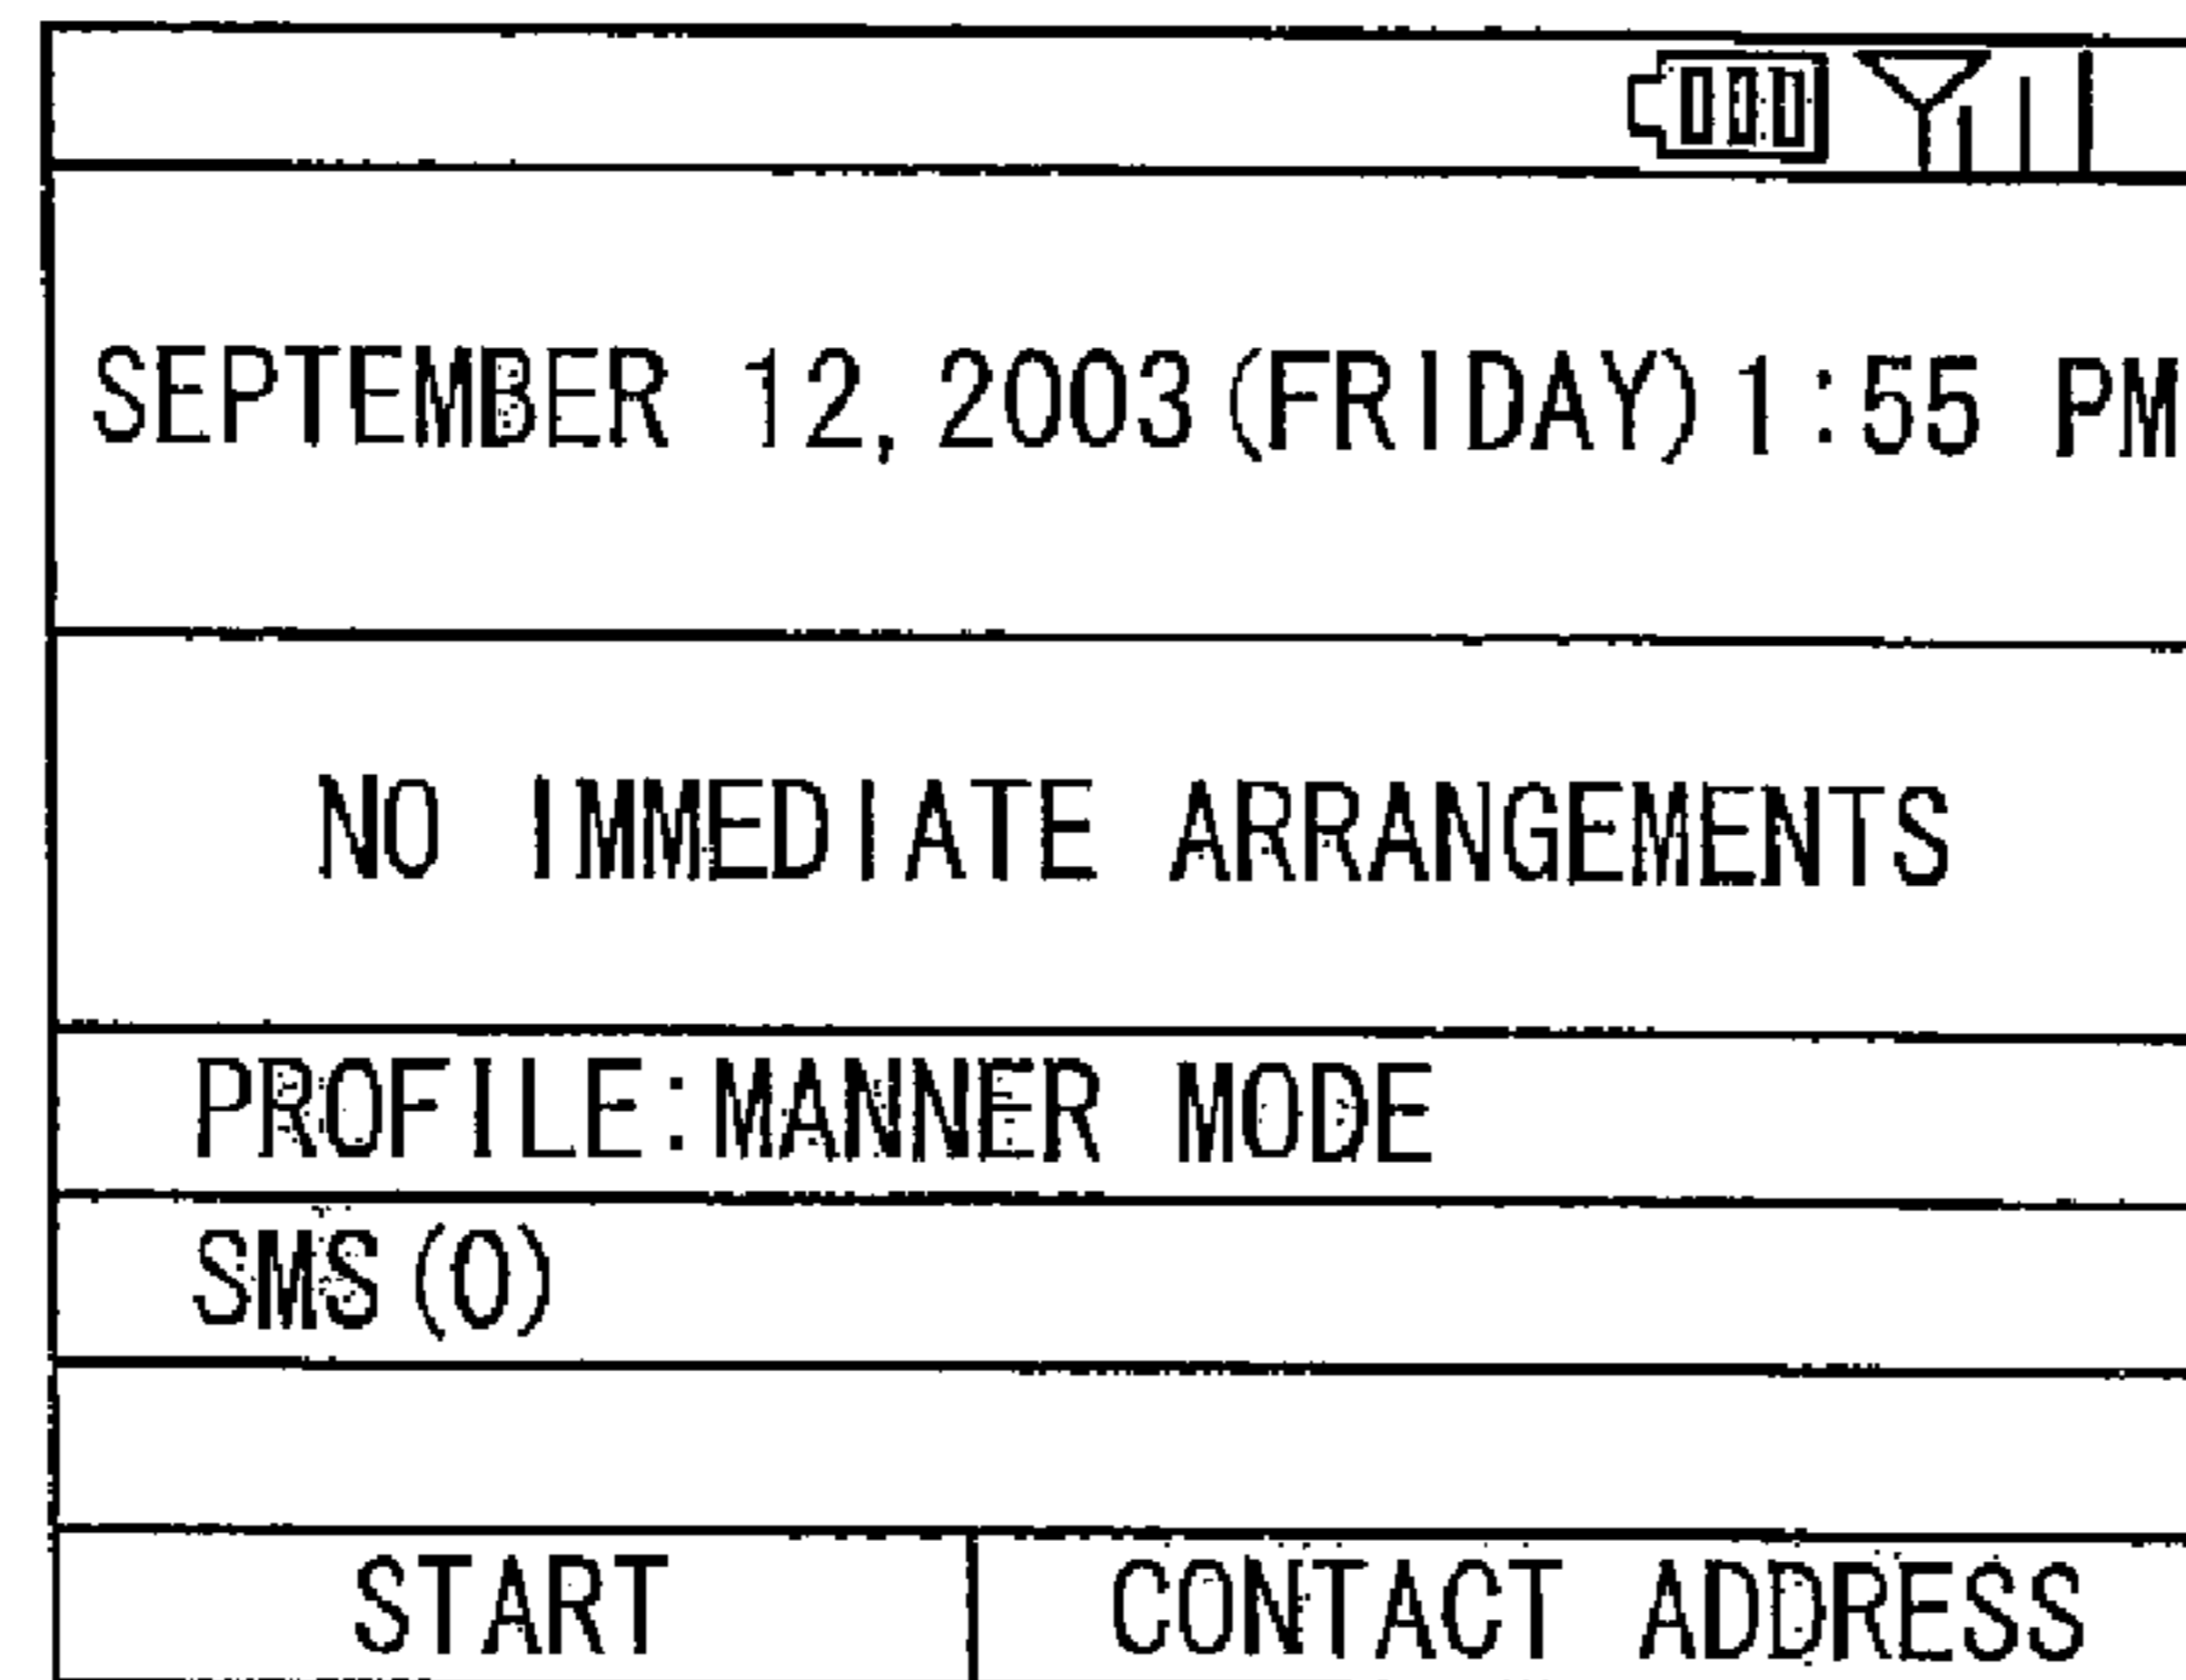 SEPTEMBER 12,2003(FRIDAY)1:55 PM
NO IMMEDIATE ARRANGEMENTS
PROFILE:MANNER MODE
SMS(0)
START
CONTACT ADDRESS